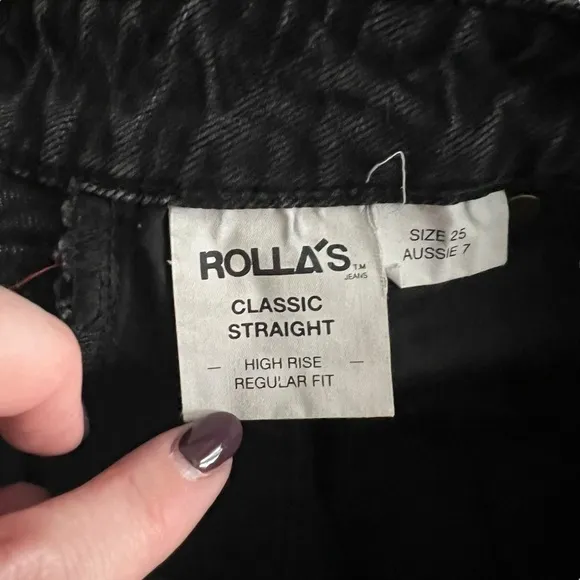 ROLLA'S TM
JEANS
CLASSIC
STRAIGHT
- HIGH RISE -
REGULAR FIT
SIZE 25
AUSSIE 7